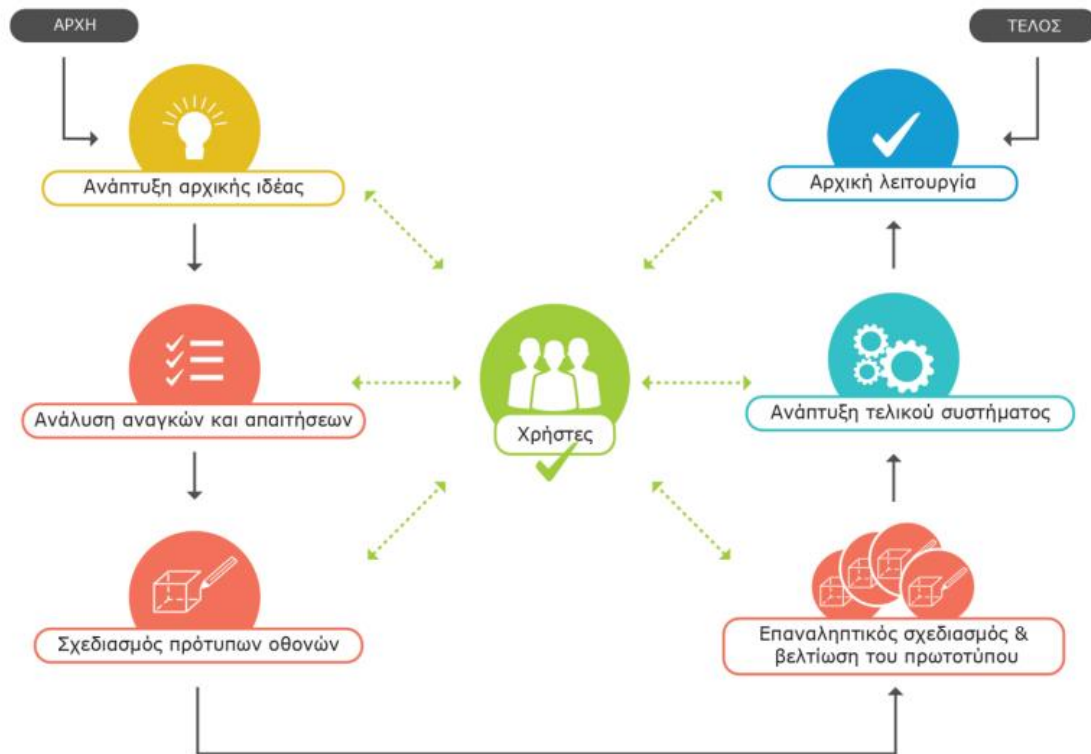 ΑΡΧΗ
ΤΕΛΟΣ
Ανάπτυξη αρχικής ιδέας
Αρχική λειτουργία
Ανάλυση αναγκών και απαιτήσεων
Χρήστες
Ανάπτυξη τελικού συστήματος
Σχεδιασμός πρότυπων οθονών
Επαναληπτικός σχεδιασμός &
βελτίωση του πρωτοτύπου